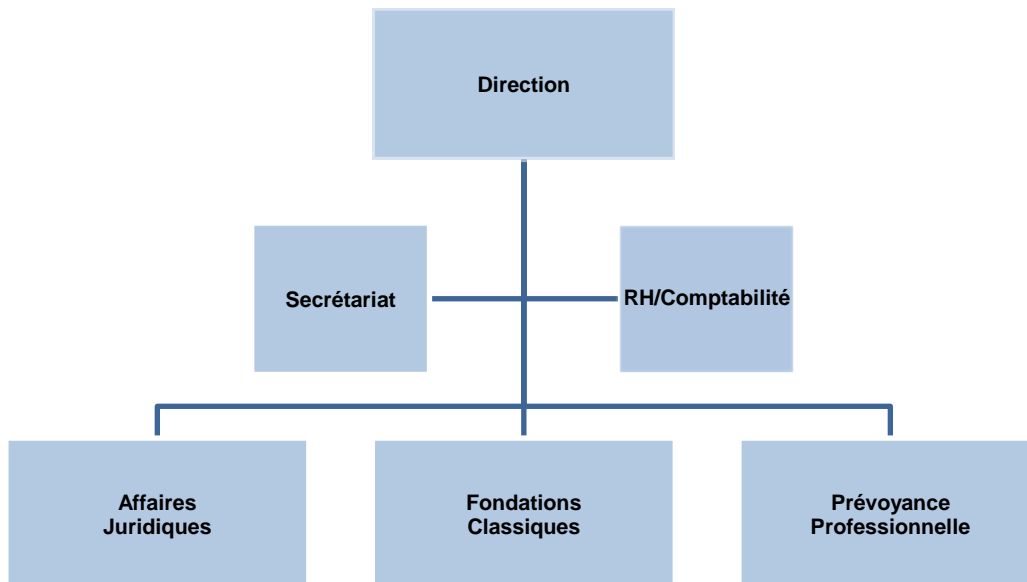 Direction
Secrétariat
RH/Comptabilité
Affaires
Juridiques
Fondations
Classiques
Prévoyance
Professionnelle